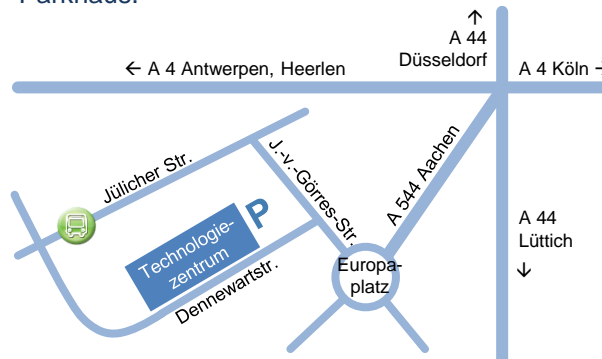 Parkhaus.
↑
A 44
Düsseldorf
← A 4 Antwerpen, Heerlen
A 4 Köln →
Jülicher Str.
J.-v.-Görres-Str.
A 544 Aachen
P
Technologie-
zentrum
Dennewartstr.
Europa-
platz
A 44
Lüttich
↓